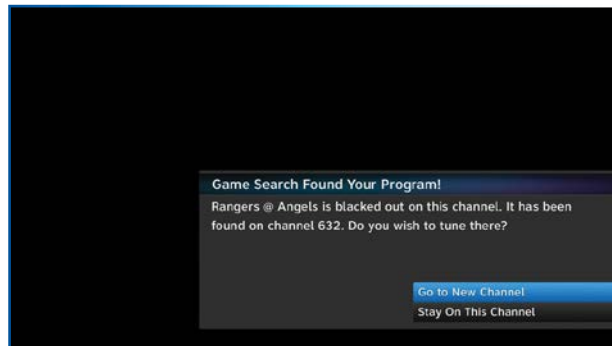 Game Search Found Your Program!
Rangers @ Angels is blacked out on this channel. It has been
found on channel 632. Do you wish to tune there?
Go to New Channel
Stay On This Channel